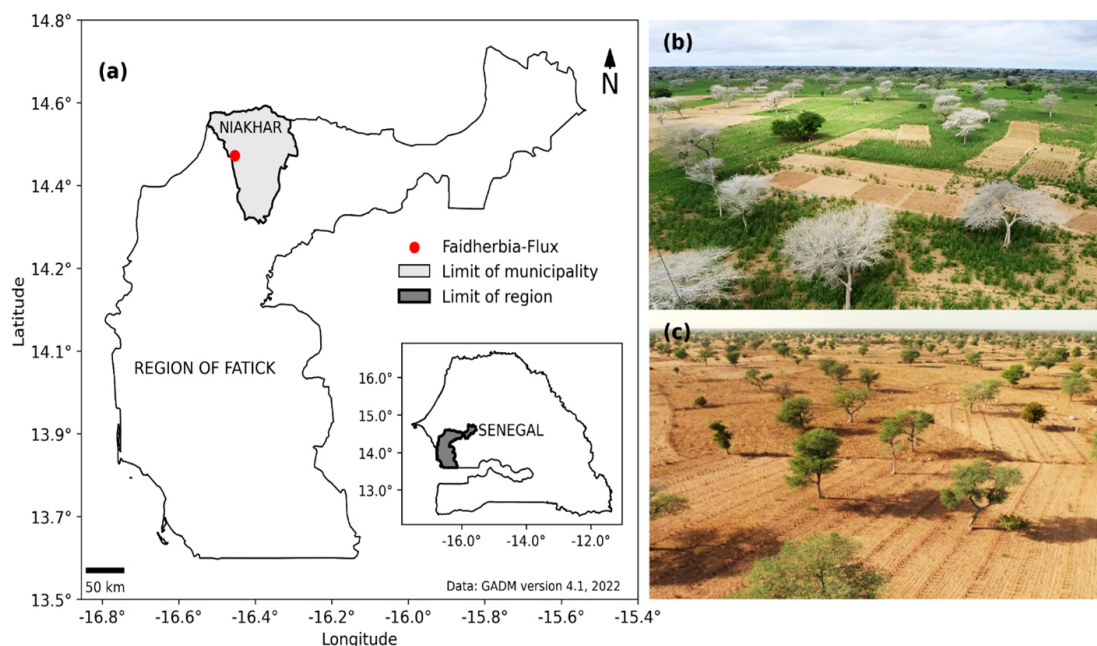 14.8°
14.6°
14.4°
14.2°
14.1°
13.9°
13.7°
13.5°
Latitude
(a)
N
NIAKHAR
Faidherbia-Flux
Limit of municipality
Limit of region
REGION OF FATICK
16.0°
15.0°
14.0°
13.0°
SENEGAL
-16.0°
-14.0°
-12.0°
50 km
Data: GADM version 4.1, 2022
-16.8°
-16.6°
-16.4°
-16.3°
-16.1°
-16.0°
-15.8°
-15.6°
-15.4°
Longitude
(b)
(c)